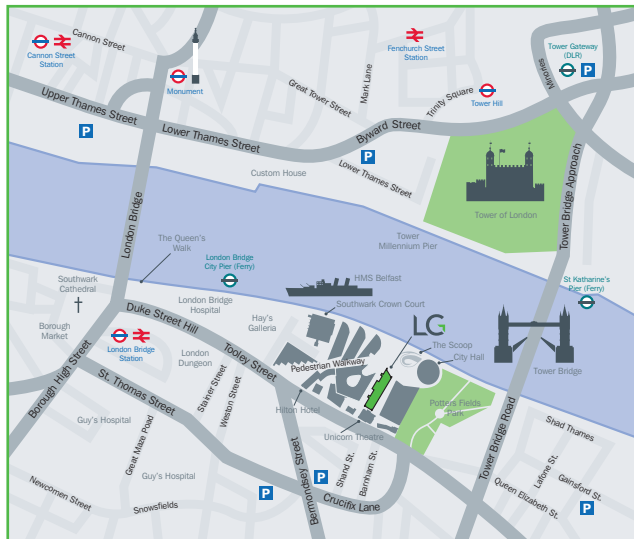 Cannon Street
Cannon Street
Station
Monument
Fenchurch Street
Station
Tower Gateway
(DLR)
P
Minories
Mark Lane
Great Tower Street
Trinity Square
Tower Hill
Upper Thames Street
P
Lower Thames Street
Byward Street
P
Lower Thames Street
Custom House
Tower of London
Tower Bridge Approach
London Bridge
The Queen's
Walk
Tower
Millennium Pier
London Bridge
City Pier (Ferry)
HMS Belfast
St Katharine's
Pier (Ferry)
Southwark
Cathedral
London Bridge
Hospital
Hay's
Galleria
Southwark Crown Court
LG
The Scoop
City Hall
Tower Bridge
Borough
Market
Duke Street Hill
London Bridge
Station
London
Dungeon
Tooley Street
Pedestrian Walkway
Borough High Street
St. Thomas Street
Stainer Street
Weston Street
Hilton Hotel
Unicorn Theatre
Potters Fields
Park
Tower Bridge Road
Shad Thames
Guy's Hospital
Great Maze Poad
Guy's Hospital
Newcomen Street
Snowsfields
P
P
Bermondsey Street
Shand St.
Barnham St.
Crucifix Lane
Lafone St.
Gainsford St.
Queen Elizabeth St.
P